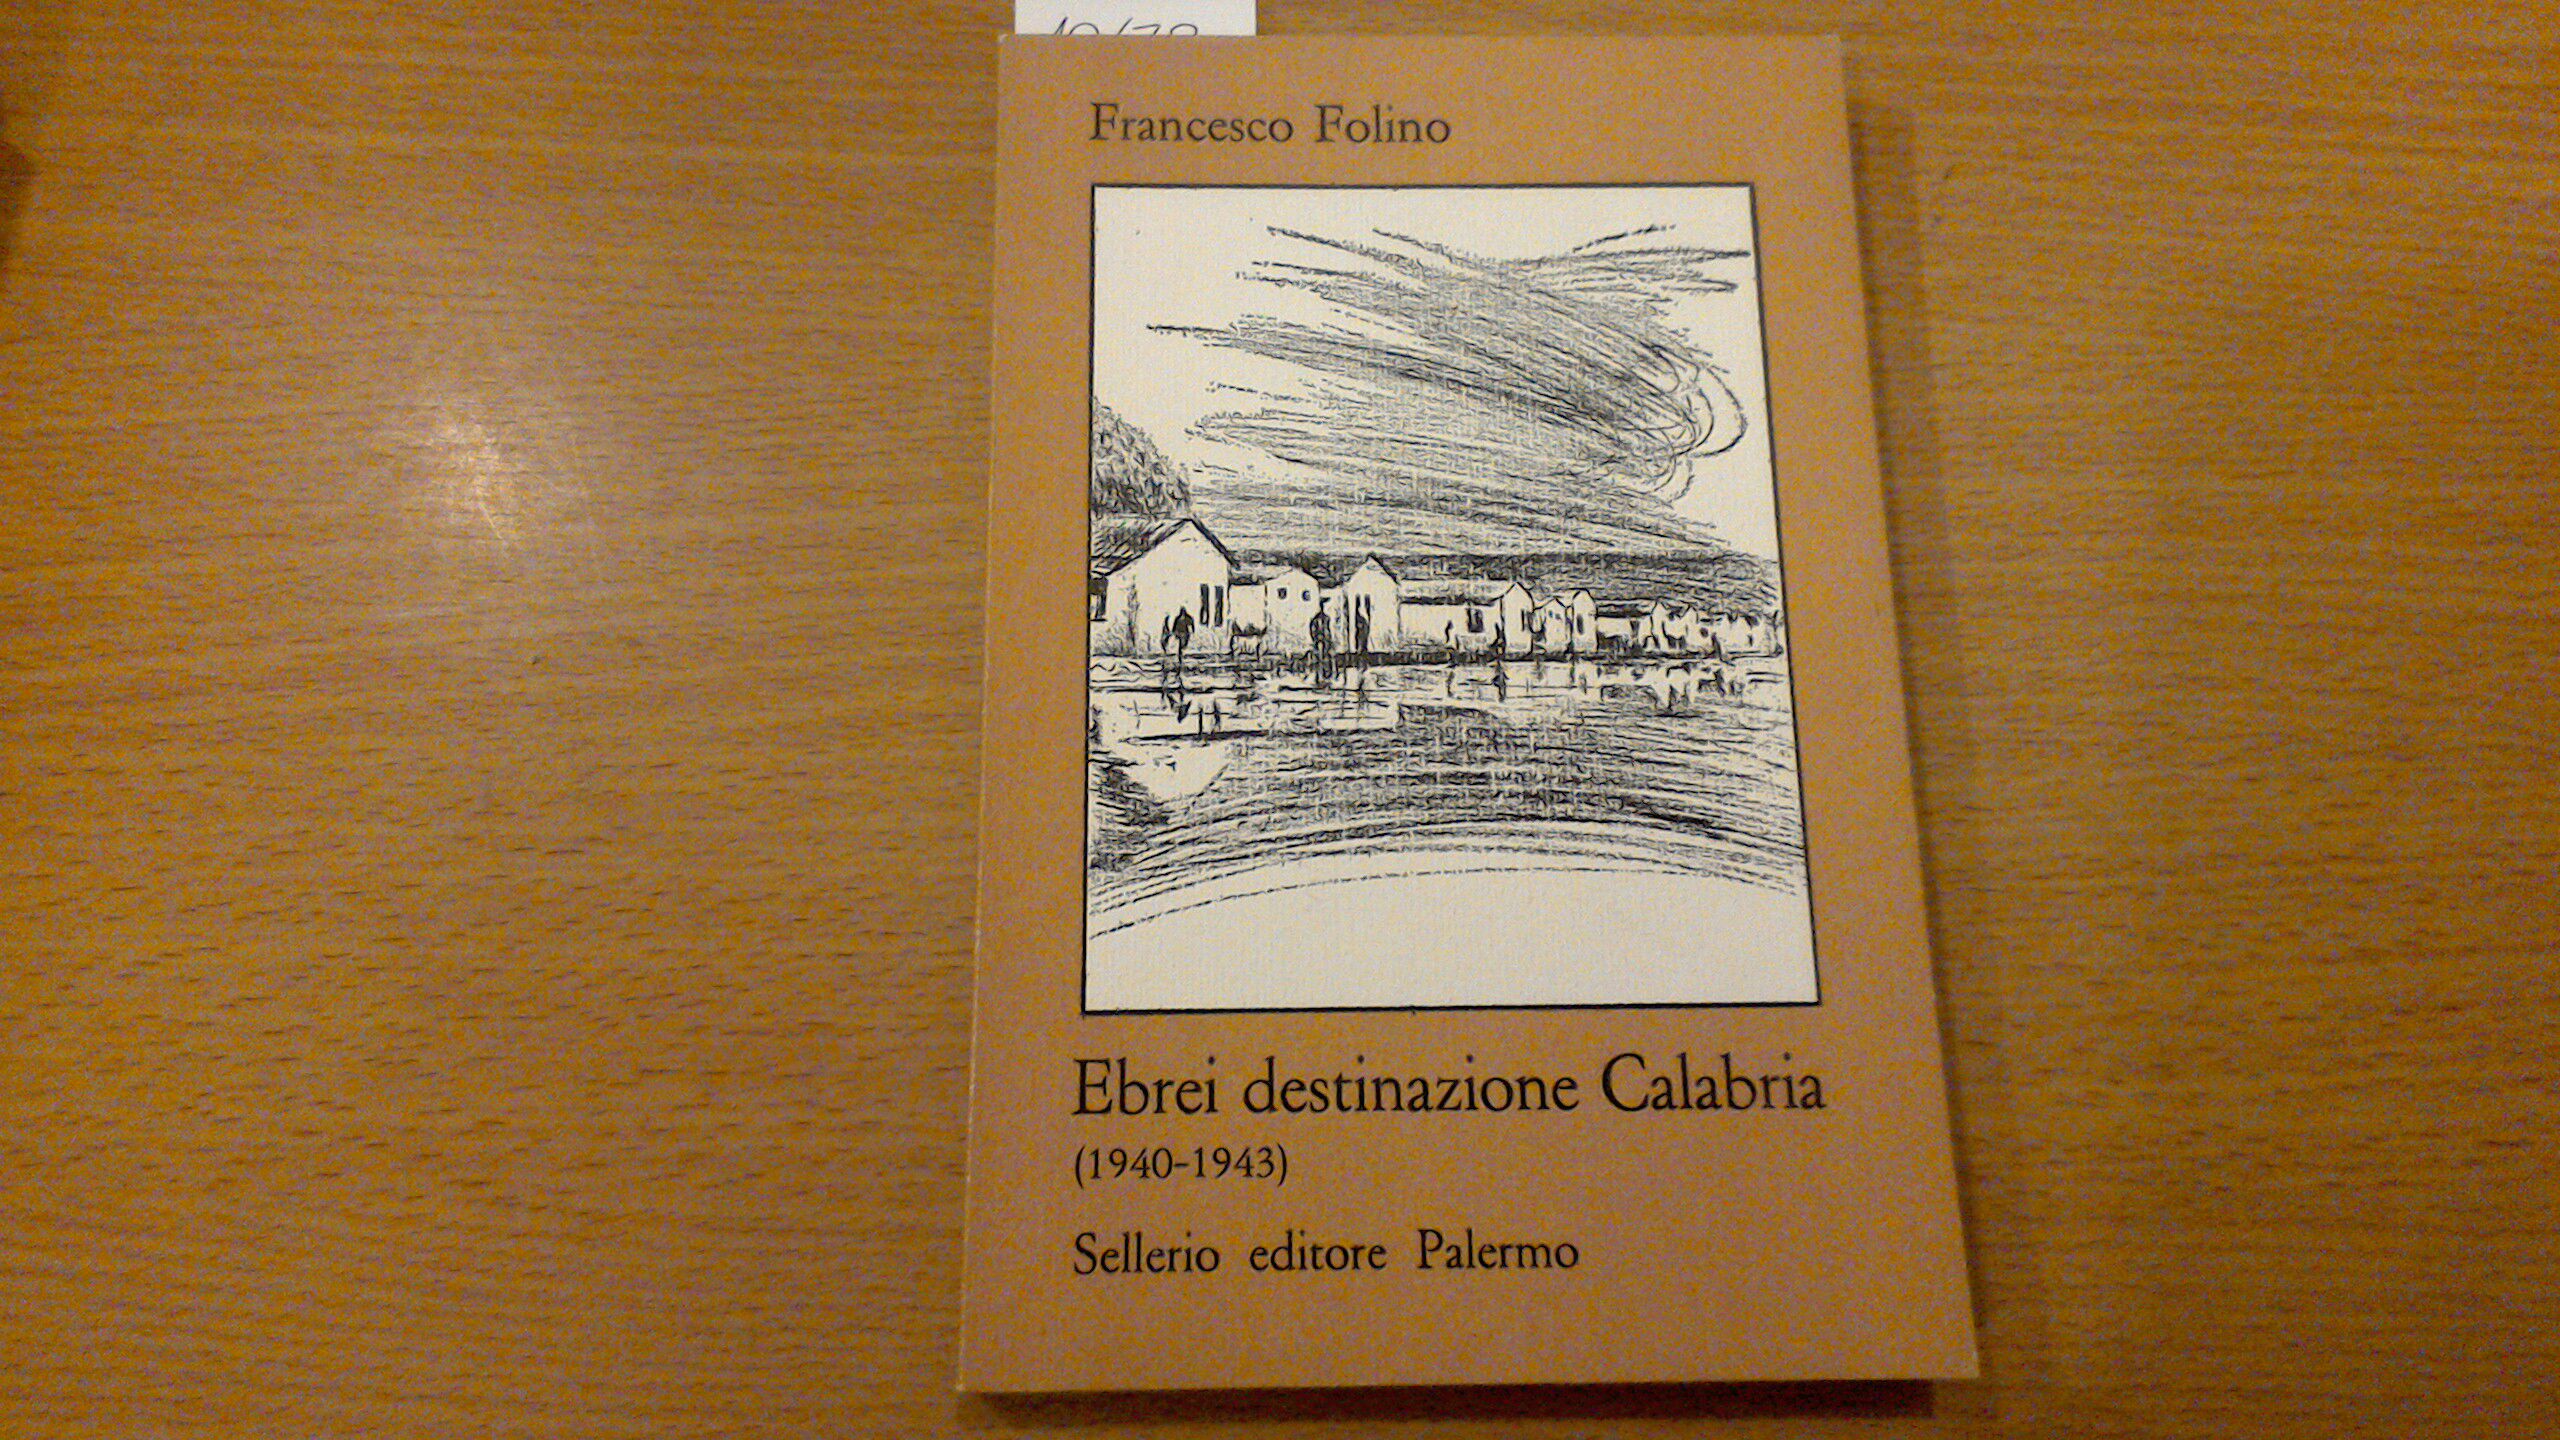 Francesco Folino
Ebrei destinazione Calabria
(1940-1943)
Sellerio editore Palermo